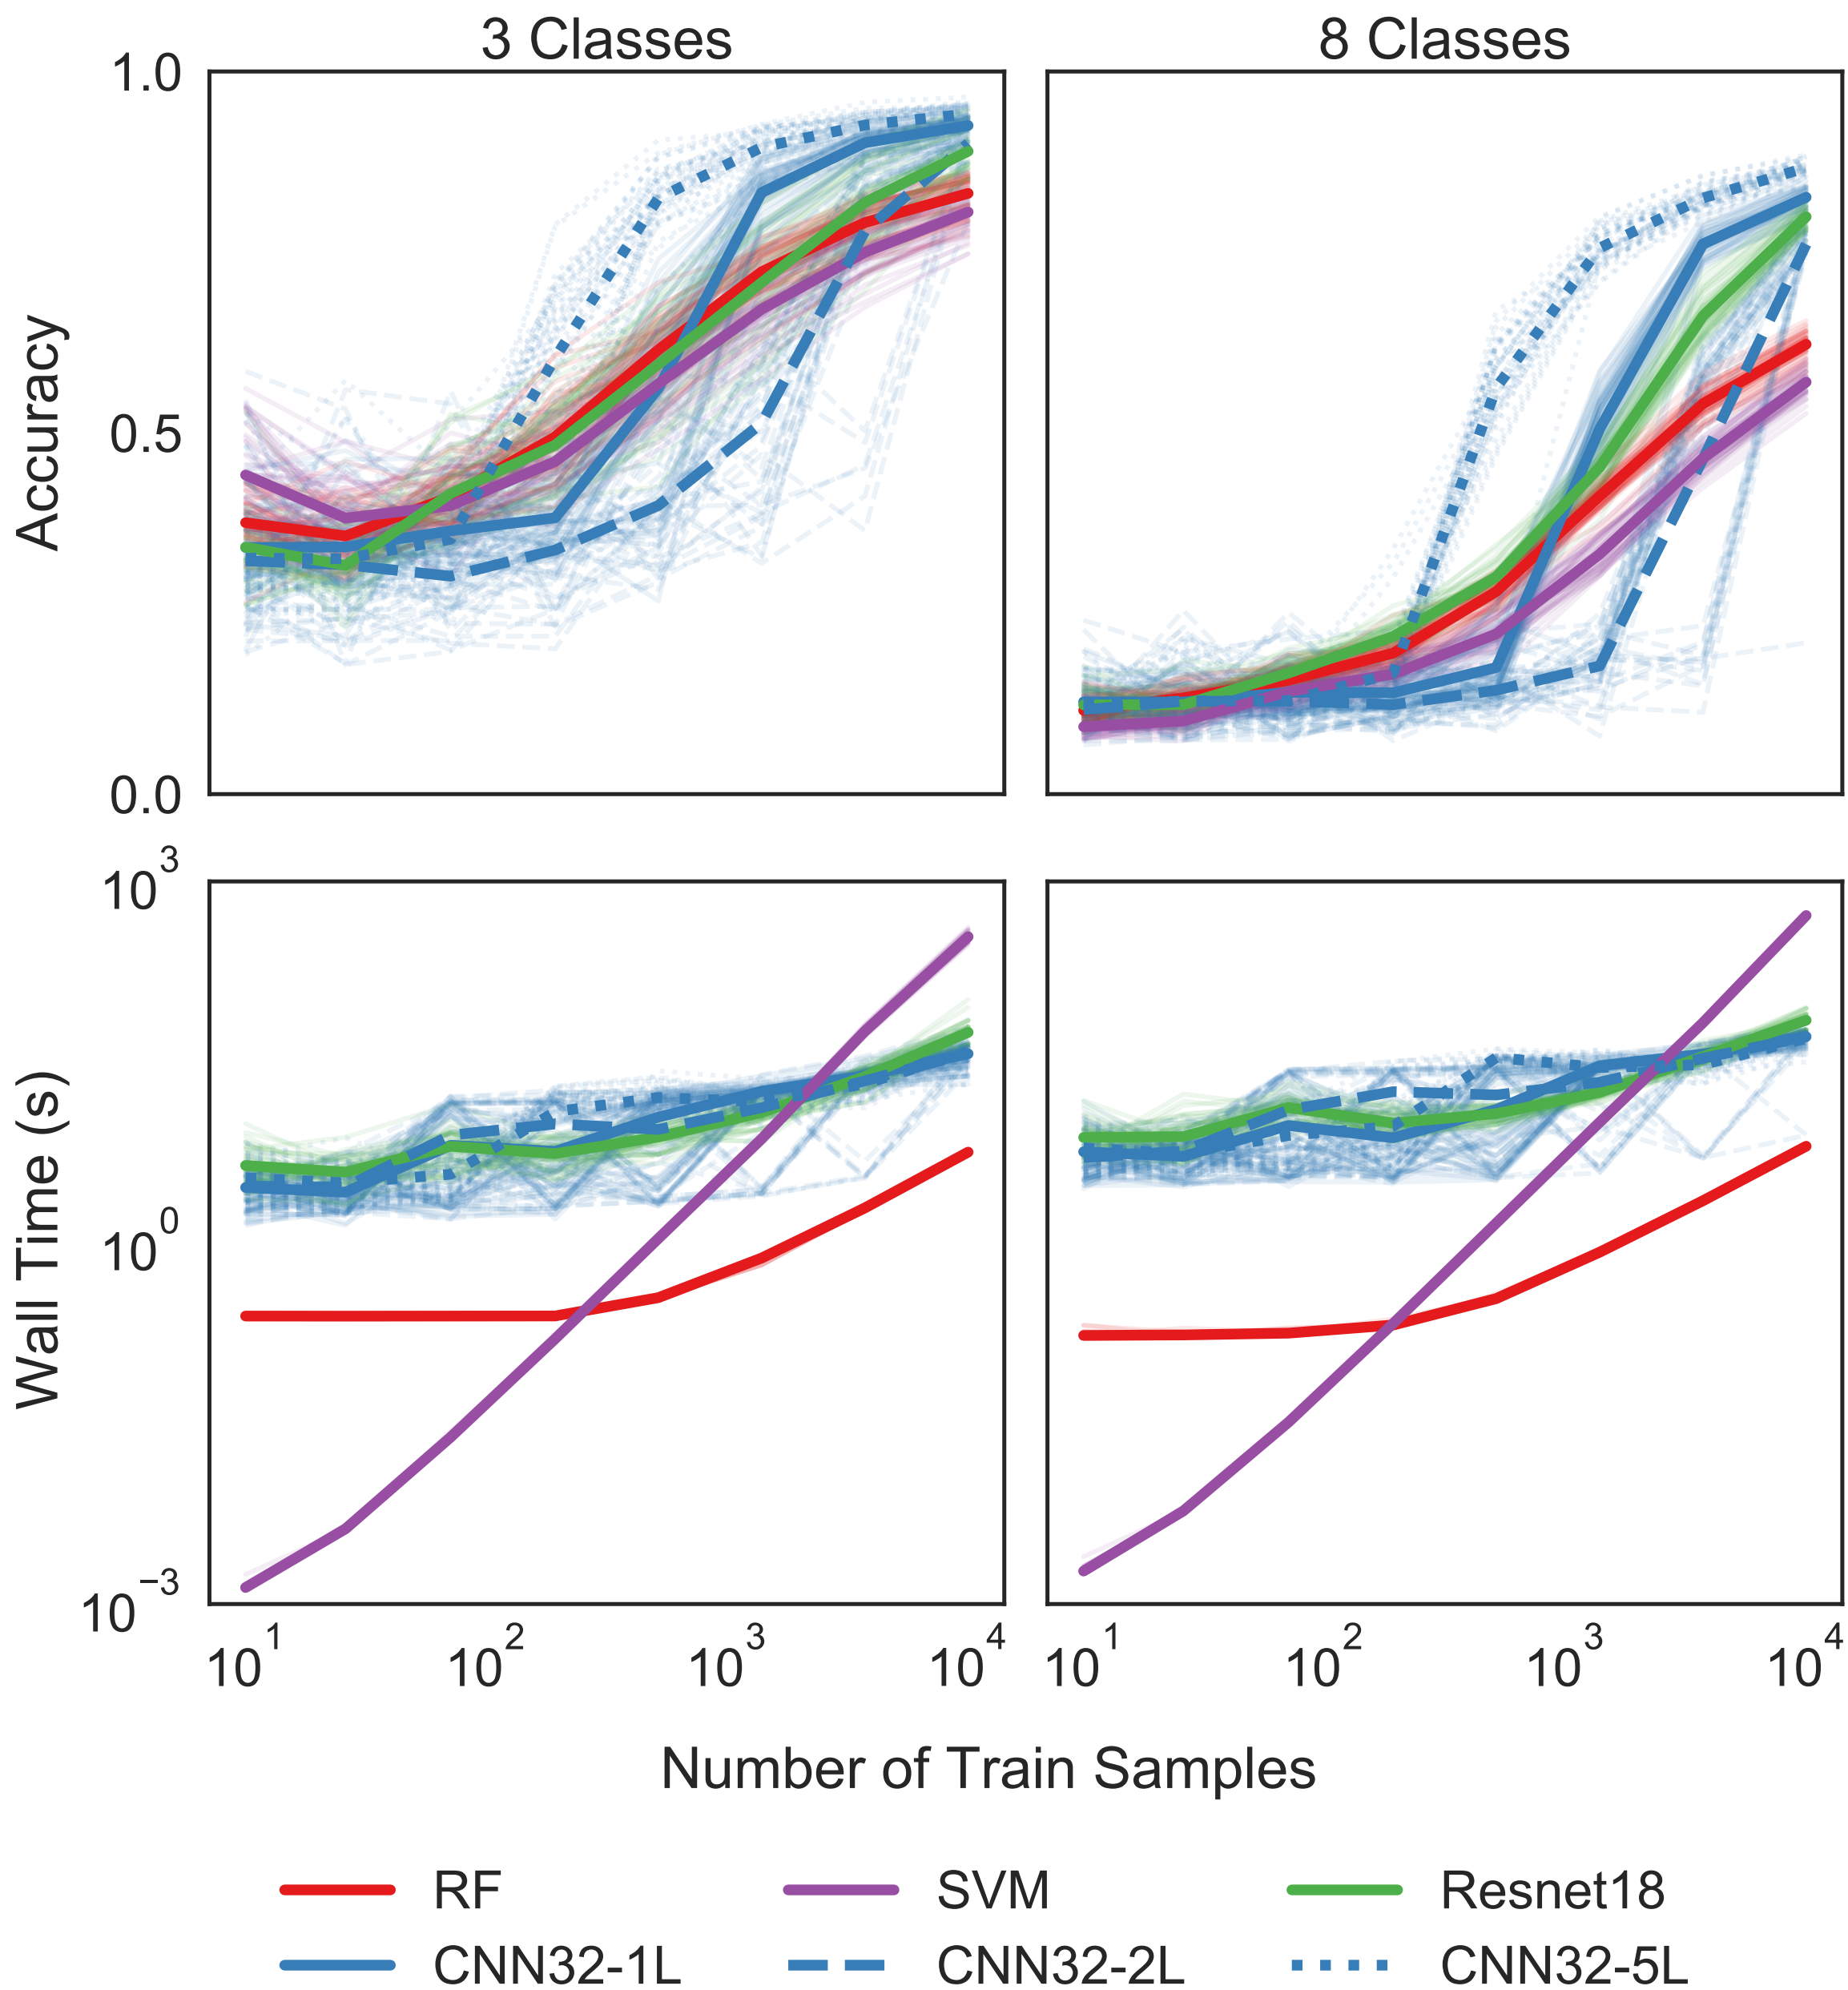 3 Classes 8 Classes
1.0
0.5
0.0
Accuracy
10^3
10^0
10^-3
Wall Time (s)
10^1 10^2 10^3 10^4 10^1 10^2 10^3 10^4
Number of Train Samples
RF SVM Resnet18
CNN32-1L CNN32-2L CNN32-5L